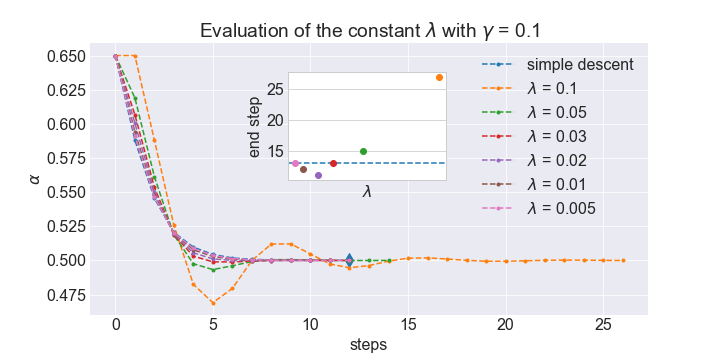 Evaluation of the constant λ with γ = 0.1
0.650
0.625
0.600
0.575
0.550
0.525
0.500
0.475
α
simple descent
λ = 0.1
λ = 0.05
λ = 0.03
λ = 0.02
λ = 0.01
λ = 0.005
25
20
15
end step
λ
0 5 10 15 20 25
steps